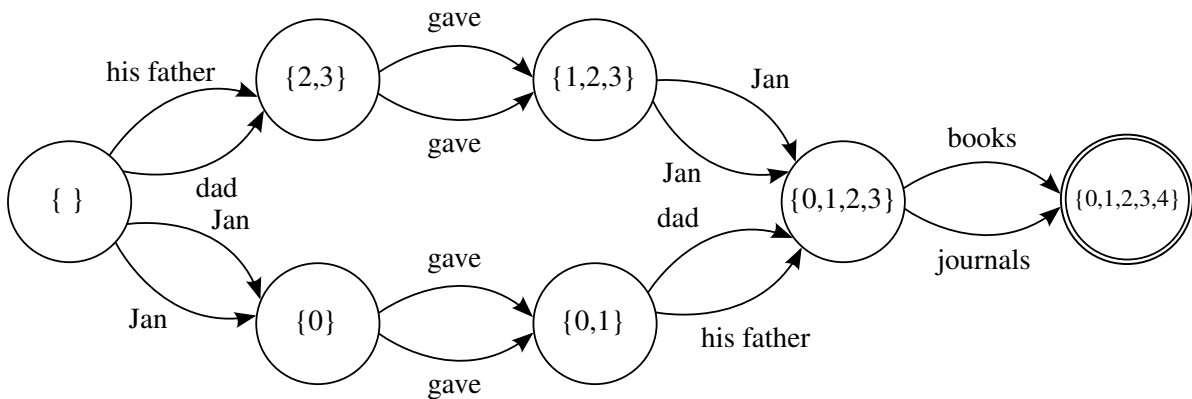 gave
his father
{2,3}
{1,2,3}
Jan
gave
books
dad
Jan
{ }
{0,1,2,3}
{0,1,2,3,4}
Jan
dad
gave
journals
Jan
{0}
{0,1}
his father
gave